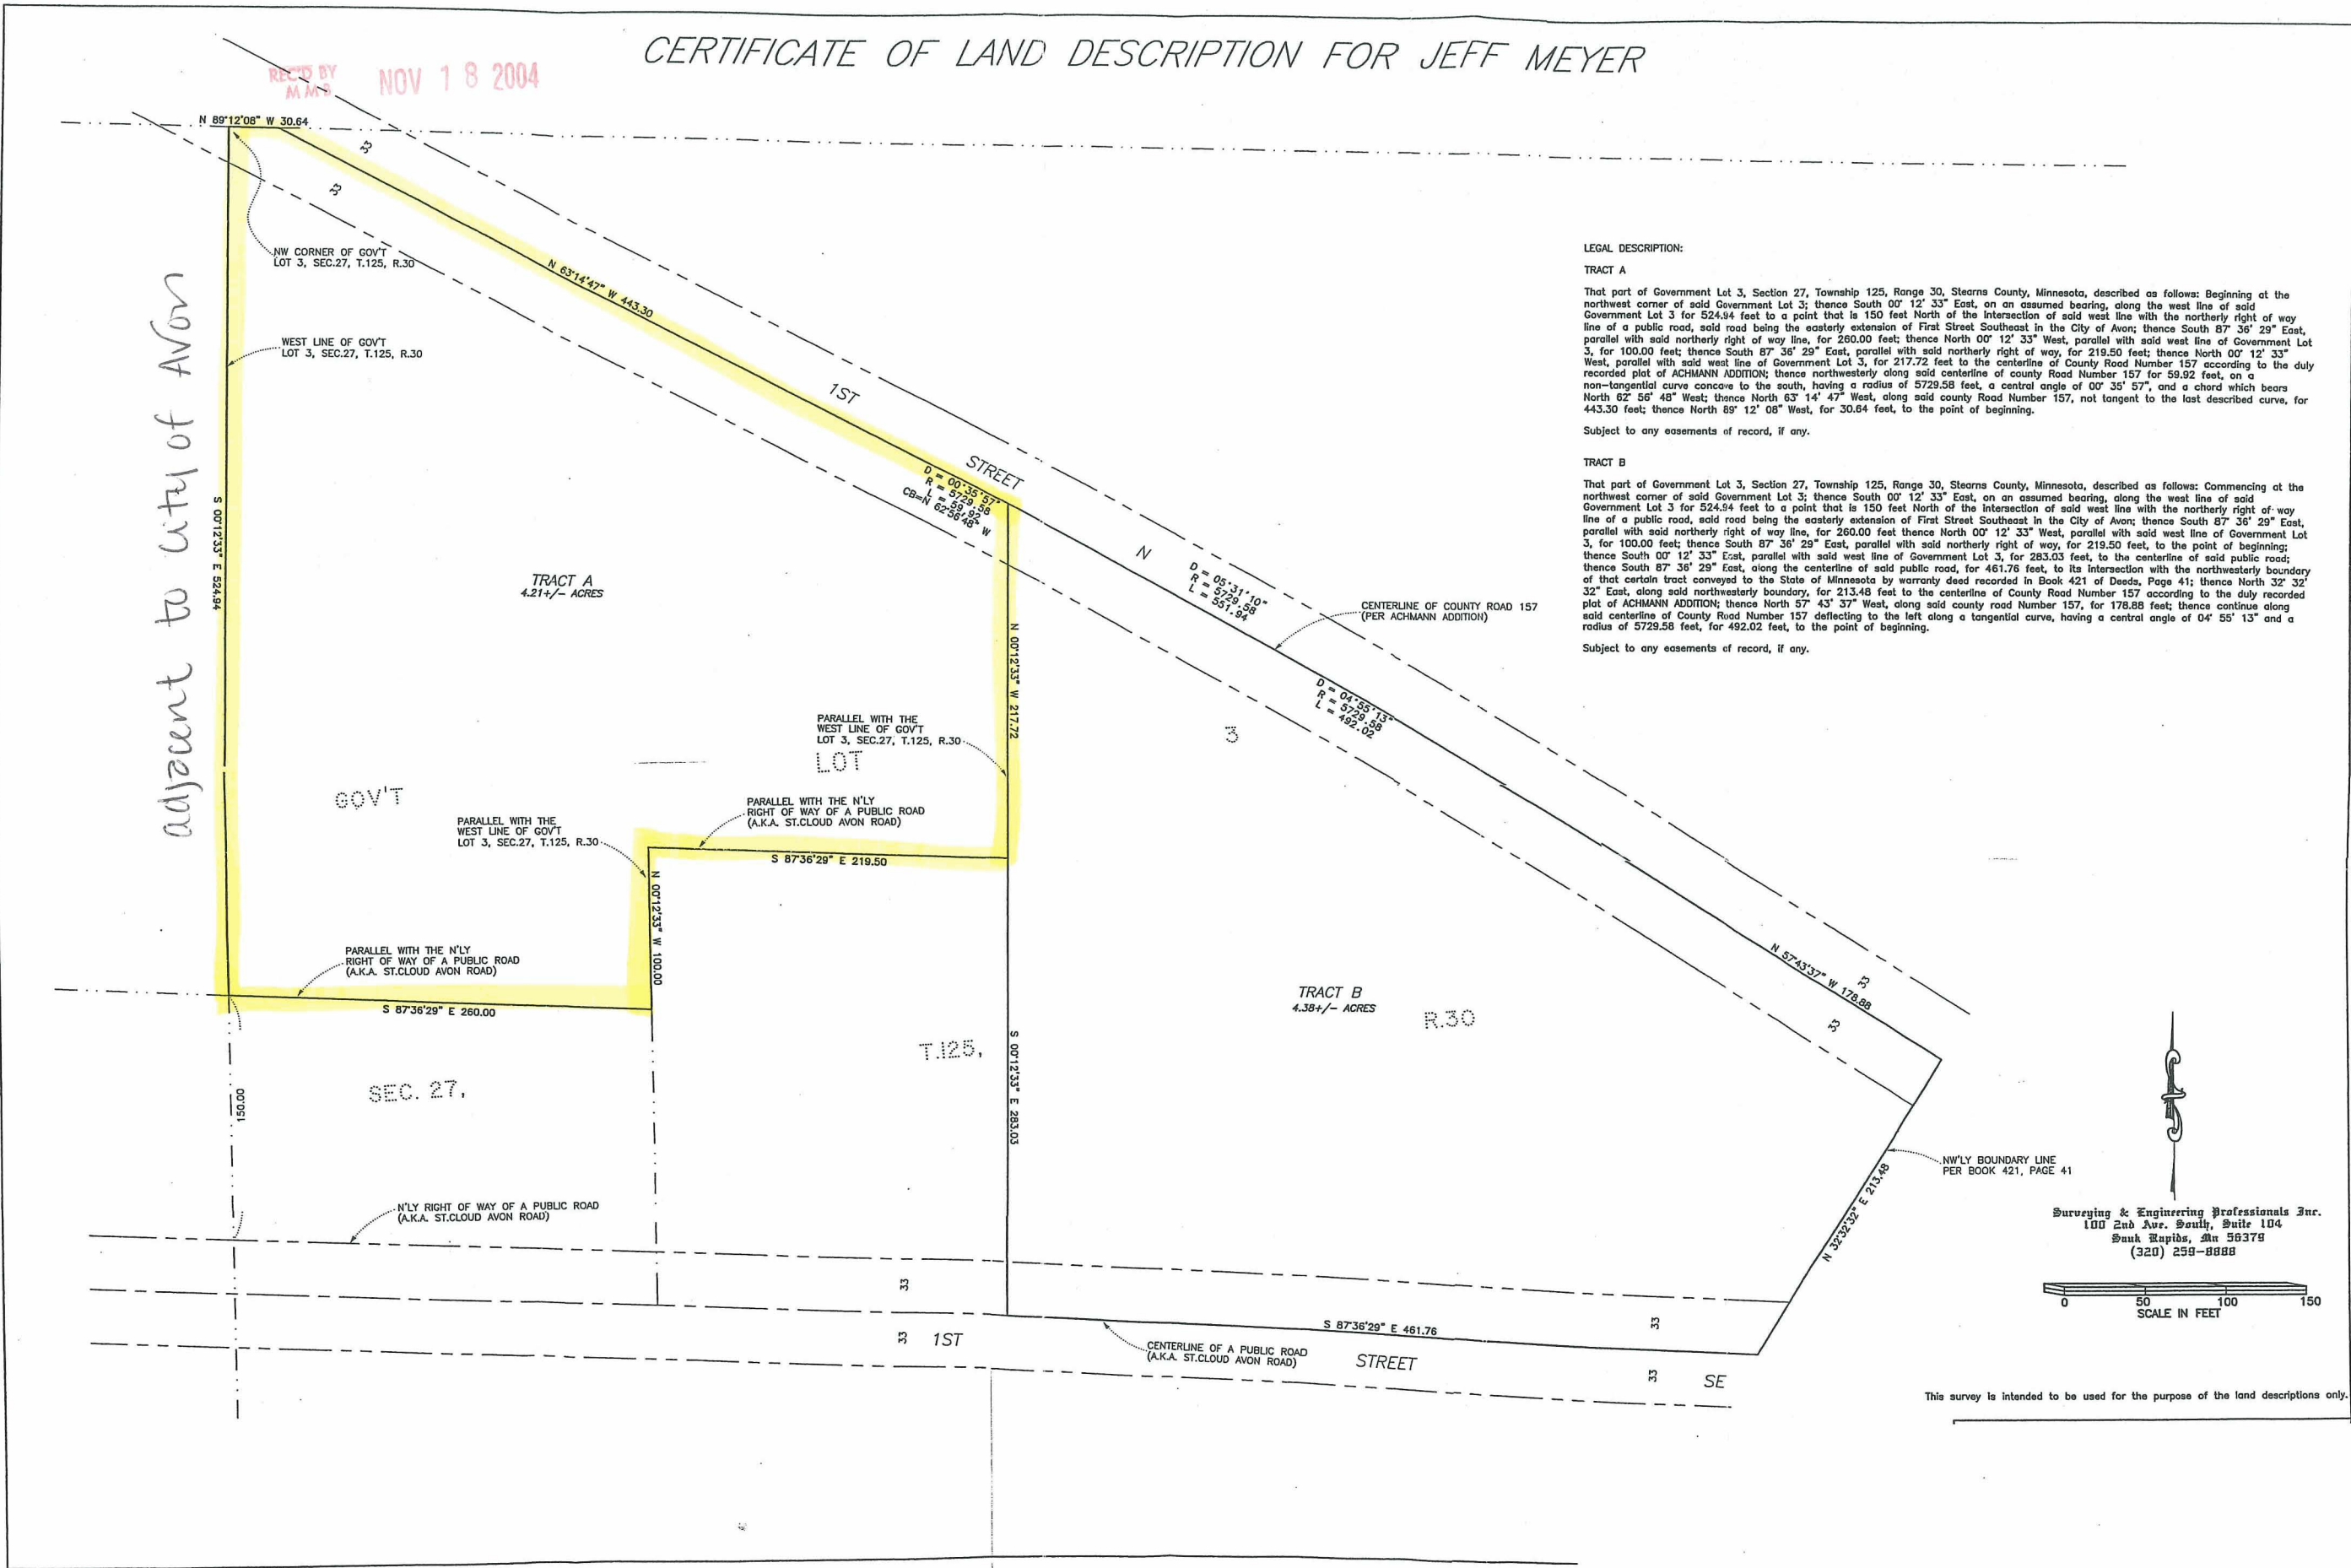 CERTIFICATE OF LAND DESCRIPTION FOR JEFF MEYER
REC'D BY
MMB
NOV 18 2004
N 89°12'08" W 30.64
33
33
NW CORNER OF GOV'T
LOT 3, SEC.27, T.125, R.30
N 63°14'47" W 443.30
WEST LINE OF GOV'T
LOT 3, SEC.27, T.125, R.30
adjacent to City of Avon
S 00°12'33" E 524.94
1ST
STREET
N
D = 00°35'57"
R = 5729.58
L = 59.92
CB=N 62°56'48" W
TRACT A
4.21+/- ACRES
N 00°12'33" W 217.72
D = 05°31'10"
R = 5729.58
L = 551.94
CENTERLINE OF COUNTY ROAD 157
(PER ACHMANN ADDITION)
D = 04°55'13"
R = 5729.58
L = 492.02
PARALLEL WITH THE
WEST LINE OF GOV'T
LOT 3, SEC.27, T.125, R.30
GOV'T
LOT
3
PARALLEL WITH THE N'LY
RIGHT OF WAY OF A PUBLIC ROAD
(A.K.A. ST.CLOUD AVON ROAD)
PARALLEL WITH THE
WEST LINE OF GOV'T
LOT 3, SEC.27, T.125, R.30
S 87°36'29" E 219.50
N 00°12'33" W 100.00
PARALLEL WITH THE N'LY
RIGHT OF WAY OF A PUBLIC ROAD
(A.K.A. ST.CLOUD AVON ROAD)
S 87°36'29" E 260.00
N 57°43'37" W 178.88
33
33
TRACT B
4.38+/- ACRES
SEC. 27,
T.125,
R.30
150.00
S 00°12'33" E 283.03
NW'LY BOUNDARY LINE
PER BOOK 421, PAGE 41
N 32°32'32" E 213.48
N'LY RIGHT OF WAY OF A PUBLIC ROAD
(A.K.A. ST.CLOUD AVON ROAD)
33
33
1ST
CENTERLINE OF A PUBLIC ROAD
(A.K.A. ST.CLOUD AVON ROAD)
S 87°36'29" E 461.76
STREET
33
33
SE
LEGAL DESCRIPTION:
TRACT A
That part of Government Lot 3, Section 27, Township 125, Range 30, Stearns County, Minnesota, described as follows: Beginning at the
northwest corner of said Government Lot 3; thence South 00° 12' 33" East, on an assumed bearing, along the west line of said
Government Lot 3 for 524.94 feet to a point that is 150 feet North of the intersection of said west line with the northerly right of way
line of a public road, said road being the easterly extension of First Street Southeast in the City of Avon; thence South 87° 36' 29" East,
parallel with said northerly right of way line, for 260.00 feet; thence North 00° 12' 33" West, parallel with said west line of Government Lot
3, for 100.00 feet; thence South 87° 36' 29" East, parallel with said northerly right of way, for 219.50 feet; thence North 00° 12' 33"
West, parallel with said west line of Government Lot 3, for 217.72 feet to the centerline of County Road Number 157 according to the duly
recorded plat of ACHMANN ADDITION; thence northwesterly along said centerline of county Road Number 157 for 59.92 feet, on a
non-tangential curve concave to the south, having a radius of 5729.58 feet, a central angle of 00° 35' 57", and a chord which bears
North 62° 56' 48" West; thence North 63° 14' 47" West, along said county Road Number 157, not tangent to the last described curve, for
443.30 feet; thence North 89° 12' 08" West, for 30.64 feet, to the point of beginning.
Subject to any easements of record, if any.
TRACT B
That part of Government Lot 3, Section 27, Township 125, Range 30, Stearns County, Minnesota, described as follows: Commencing at the
northwest corner of said Government Lot 3; thence South 00° 12' 33" East, on an assumed bearing, along the west line of said
Government Lot 3 for 524.94 feet to a point that is 150 feet North of the intersection of said west line with the northerly right of way
line of a public road, said road being the easterly extension of First Street Southeast in the City of Avon; thence South 87° 36' 29" East,
parallel with said northerly right of way line, for 260.00 feet thence North 00° 12' 33" West, parallel with said west line of Government Lot
3, for 100.00 feet; thence South 87° 36' 29" East, parallel with said northerly right of way, for 219.50 feet, to the point of beginning;
thence South 00° 12' 33" East, parallel with said west line of Government Lot 3, for 283.03 feet, to the centerline of said public road;
thence South 87° 36' 29" East, along the centerline of said public road, for 461.76 feet, to its intersection with the northwesterly boundary
of that certain tract conveyed to the State of Minnesota by warranty deed recorded in Book 421 of Deeds, Page 41; thence North 32° 32'
32" East, along said northwesterly boundary, for 213.48 feet to the centerline of County Road Number 157 according to the duly recorded
plat of ACHMANN ADDITION; thence North 57° 43' 37" West, along said county road Number 157, for 178.88 feet; thence continue along
said centerline of County Road Number 157 deflecting to the left along a tangential curve, having a central angle of 04° 55' 13" and a
radius of 5729.58 feet, for 492.02 feet, to the point of beginning.
Subject to any easements of record, if any.
Surveying & Engineering Professionals Inc.
100 2nd Ave. South, Suite 104
Sauk Rapids, Mn 56379
(320) 259-8888
0 50 100 150
SCALE IN FEET
This survey is intended to be used for the purpose of the land descriptions only.